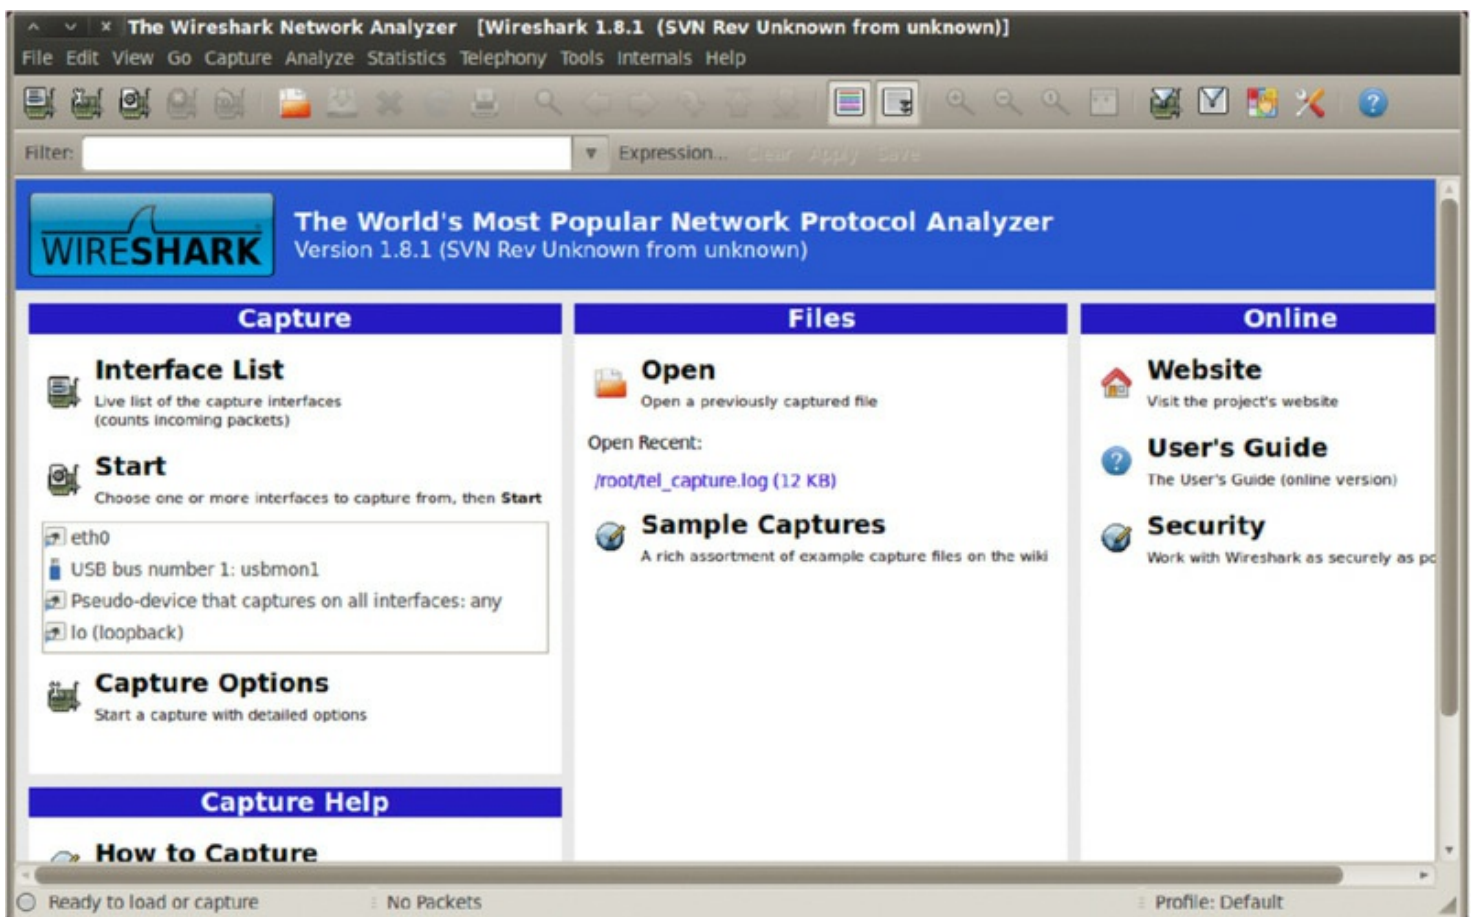 The Wireshark Network Analyzer [Wireshark 1.8.1 (SVN Rev Unknown from unknown)]
File Edit View Go Capture Analyze Statistics Telephony Tools Internals Help
Filter: Expression... Clear Apply Save
WIRESHARK
The World's Most Popular Network Protocol Analyzer
Version 1.8.1 (SVN Rev Unknown from unknown)
Capture
Interface List
Live list of the capture interfaces
(counts incoming packets)
Start
Choose one or more interfaces to capture from, then Start
eth0
USB bus number 1: usbmon1
Pseudo-device that captures on all interfaces: any
lo (loopback)
Capture Options
Start a capture with detailed options
Capture Help
How to Capture
Files
Open
Open a previously captured file
Open Recent:
/root/tel_capture.log (12 KB)
Sample Captures
A rich assortment of example capture files on the wiki
Online
Website
Visit the project's website
User's Guide
The User's Guide (online version)
Security
Work with Wireshark as securely as
Ready to load or capture
No Packets
Profile: Default